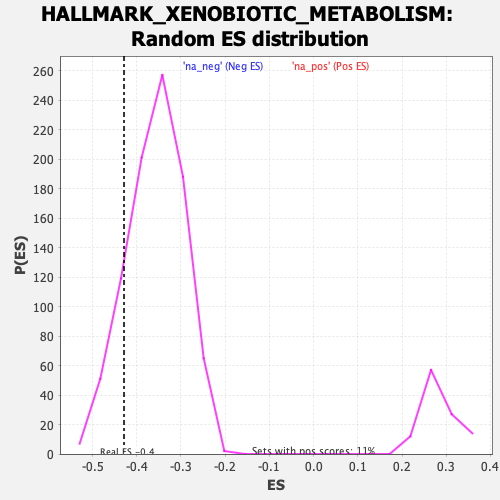 HALLMARK_XENOBIOTIC_METABOLISM:
Random ES distribution
'na_neg' (Neg ES) 'na_pos' (Pos ES)
260
240
220
200
180
160
140
120
100
80
60
40
20
0
P(ES)
Real ES -0.4 Sets with pos scores: 11%
-0.5 -0.4 -0.3 -0.2 -0.1 0.0 0.1 0.2 0.3 0.4
ES